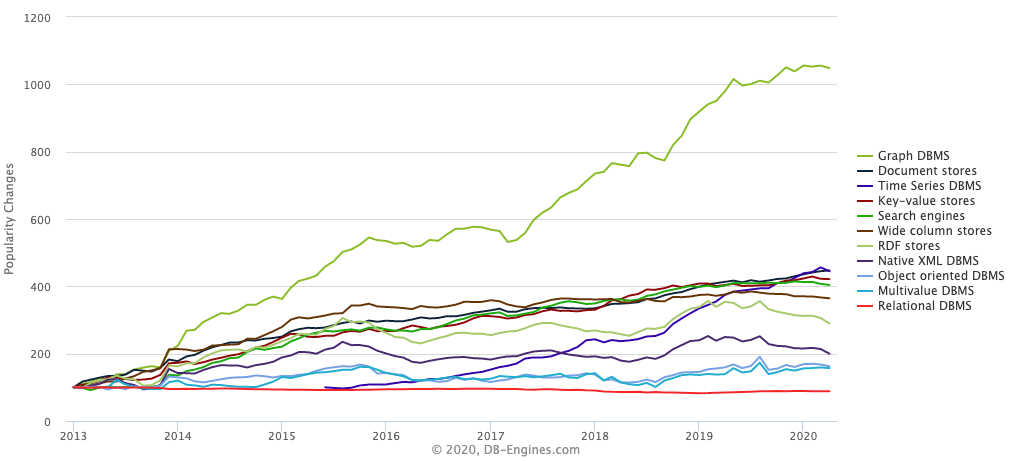 1200
1000
800
600
400
200
0
Popularity Changes
2013 2014 2015 2016 2017 2018 2019 2020
© 2020, DB-Engines.com
Graph DBMS
Document stores
Time Series DBMS
Key-value stores
Search engines
Wide column stores
RDF stores
Native XML DBMS
Object oriented DBMS
Multivalue DBMS
Relational DBMS